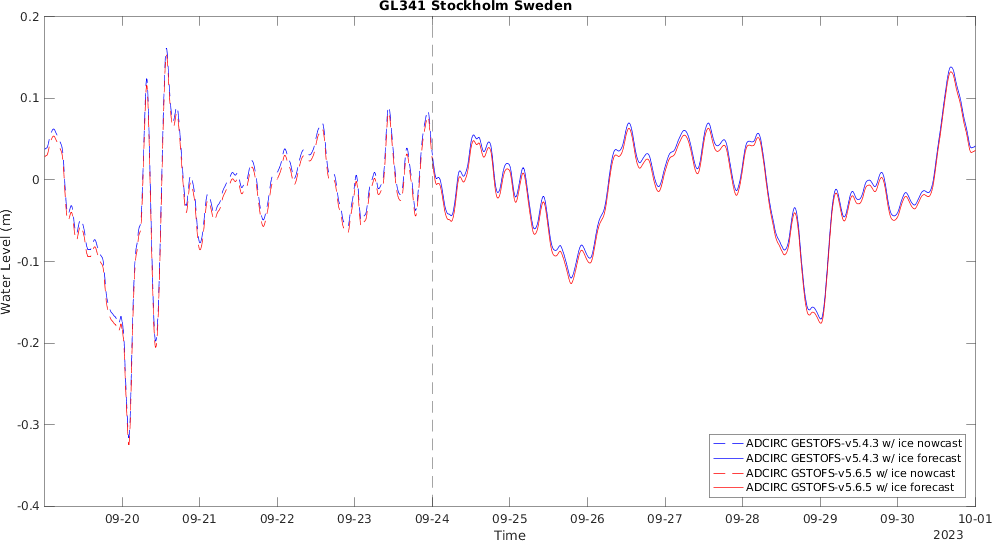 GL341 Stockholm Sweden
Water Level (m)
0.2
0.1
0
-0.1
-0.2
-0.3
-0.4
ADCIRC GESTOFS-v5.4.3 w/ ice nowcast
ADCIRC GESTOFS-v5.4.3 w/ ice forecast
ADCIRC GSTOFS-v5.6.5 w/ ice nowcast
ADCIRC GSTOFS-v5.6.5 w/ ice forecast
09-20 09-21 09-22 09-23 09-24 09-25 09-26 09-27 09-28 09-29 09-30 10-01
Time
2023